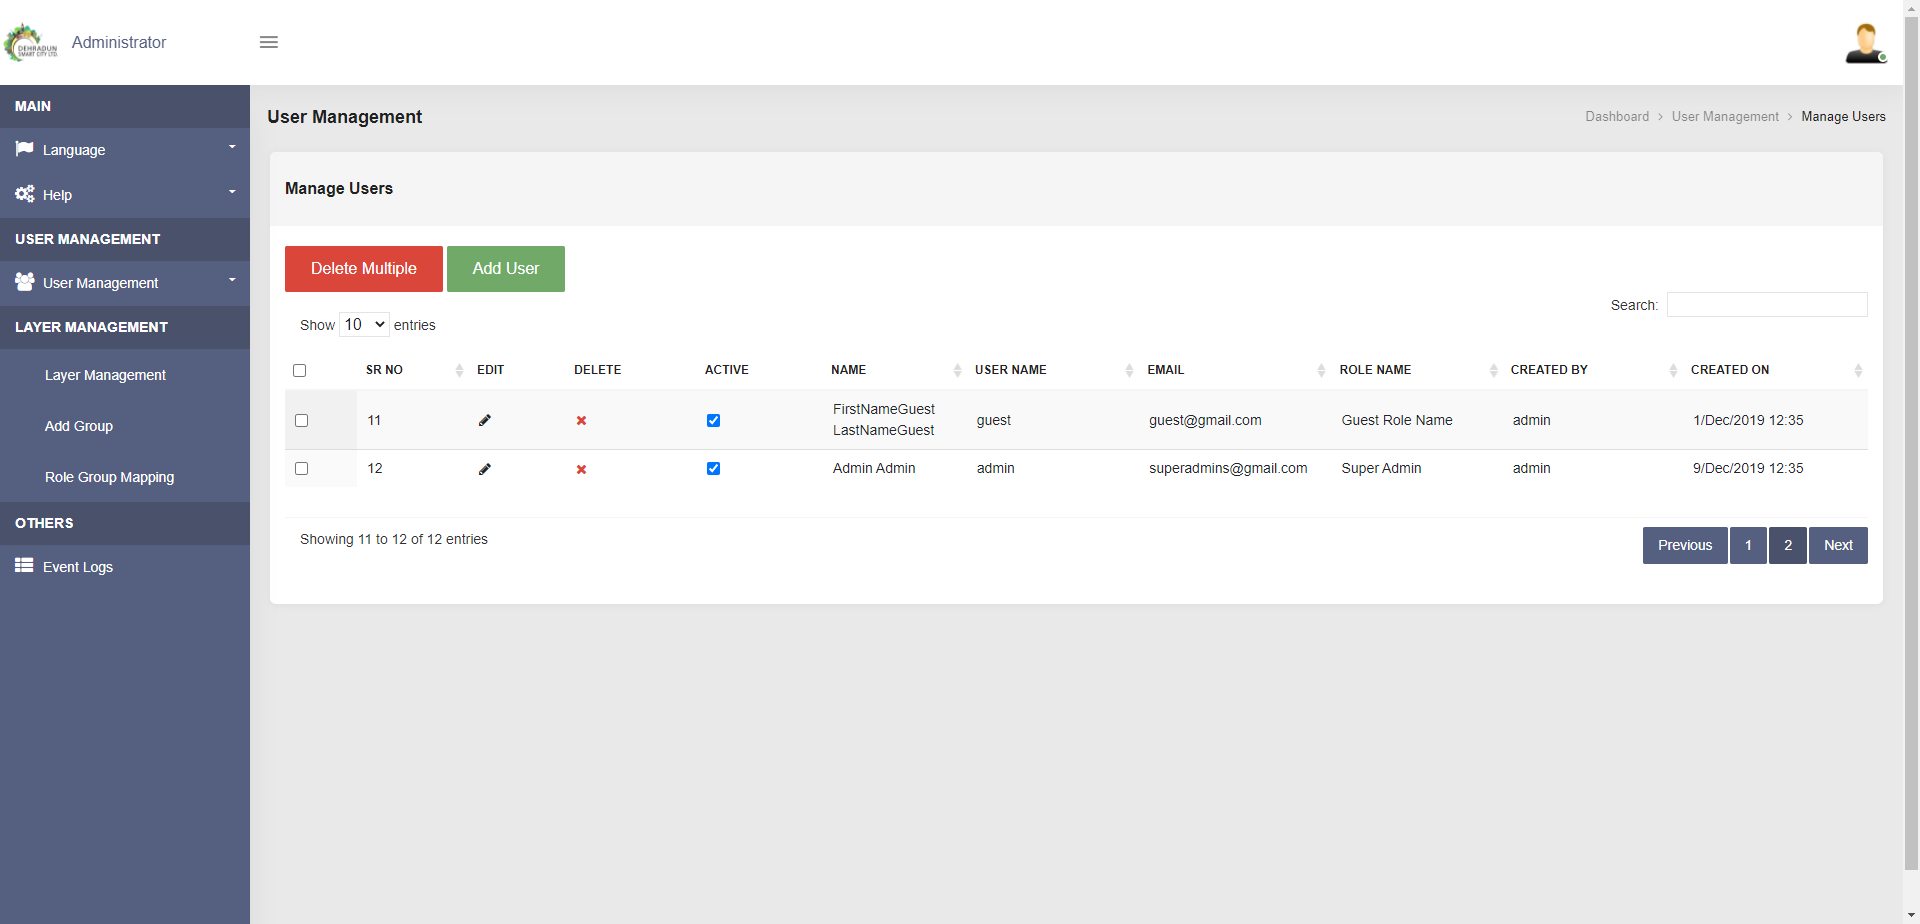 DEHRADUN
SMART CITY LTD.
Administrator
MAIN
Language
Help
USER MANAGEMENT
User Management
LAYER MANAGEMENT
Layer Management
Add Group
Role Group Mapping
OTHERS
Event Logs
User Management
Dashboard > User Management > Manage Users
Manage Users
Delete Multiple Add User
Search:
Show 10 entries
SR NO EDIT DELETE ACTIVE NAME USER NAME EMAIL ROLE NAME CREATED BY CREATED ON
11 FirstNameGuest LastNameGuest guest guest@gmail.com Guest Role Name admin 1/Dec/2019 12:35
12 Admin Admin admin superadmins@gmail.com Super Admin admin 9/Dec/2019 12:35
Showing 11 to 12 of 12 entries
Previous 1 2 Next